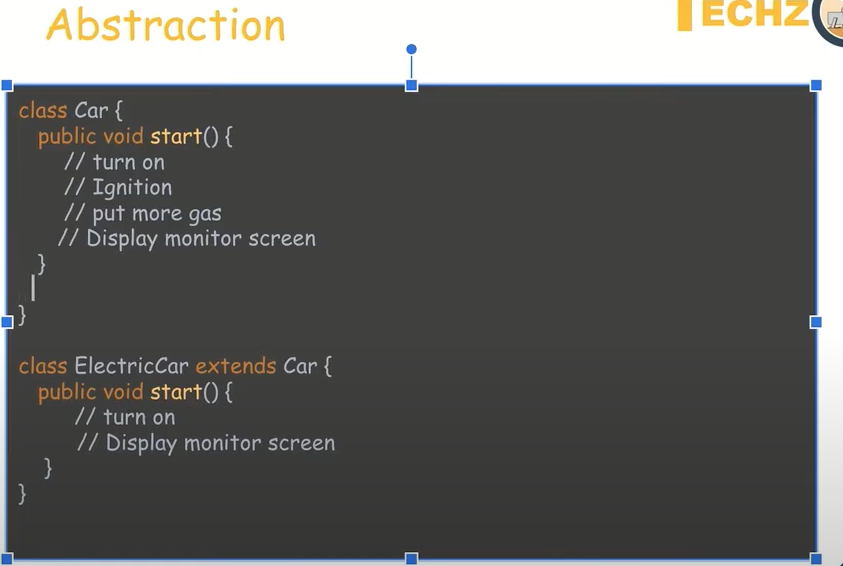 Abstraction
TECHZ
class Car {
public void start() {
// turn on
// Ignition
// put more gas
// Display monitor screen
}
}
class ElectricCar extends Car {
public void start() {
// turn on
// Display monitor screen
}
}